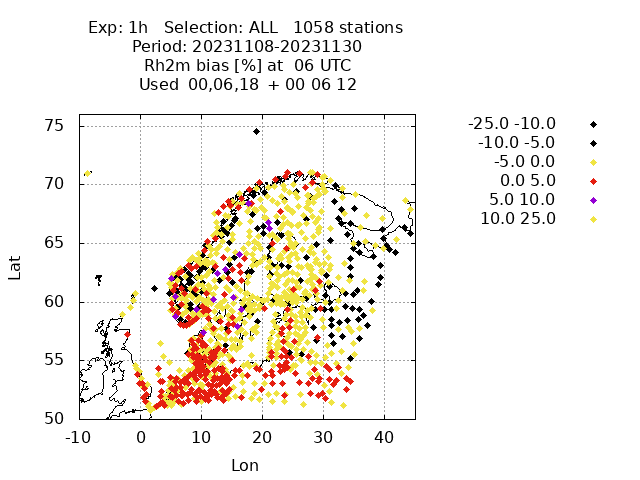 Exp: 1h   Selection: ALL   1058 stations
Period: 20231108-20231130
Rh2m bias [%] at  06 UTC
Used  00,06,18  + 00 06 12
-25.0 -10.0
-10.0 -5.0
-5.0 0.0
0.0 5.0
5.0 10.0
10.0 25.0
75
70
65
60
55
50
Lat
-10 0 10 20 30 40
Lon